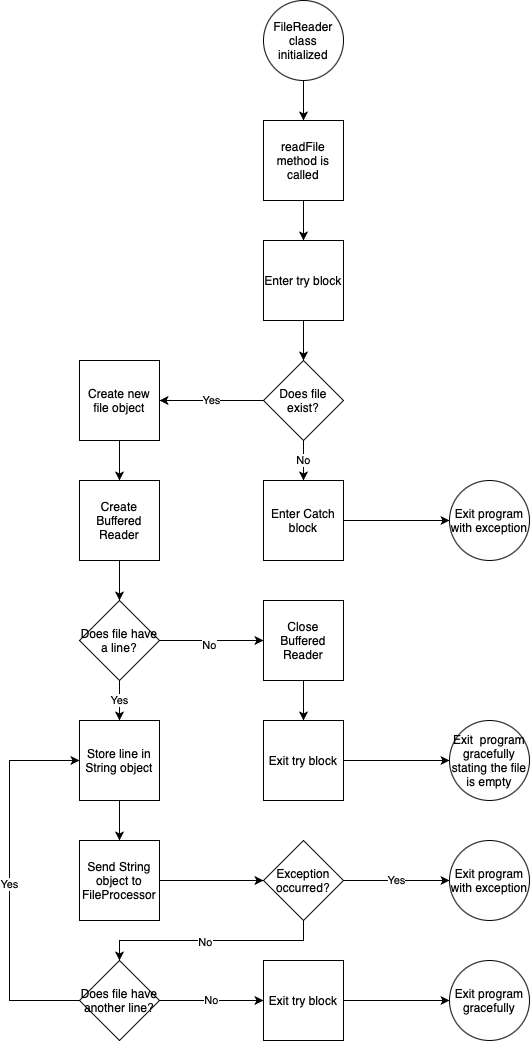 FileReader
class
initialized
readFile
method is
called
Enter try block
Does file
exist?
Yes
Create new
file object
No
Create
Buffered
Reader
Enter Catch
block
Exit program
with exception
Does file have
a line?
No
Close
Buffered
Reader
Yes
Store line in
String object
Exit try block
Exit program
gracefully
stating the file
is empty
Send String
object to
FileProcessor
Exception
occurred?
Yes
Exit program
with exception
Yes
No
Does file have
another line?
No
Exit try block
Exit program
gracefully